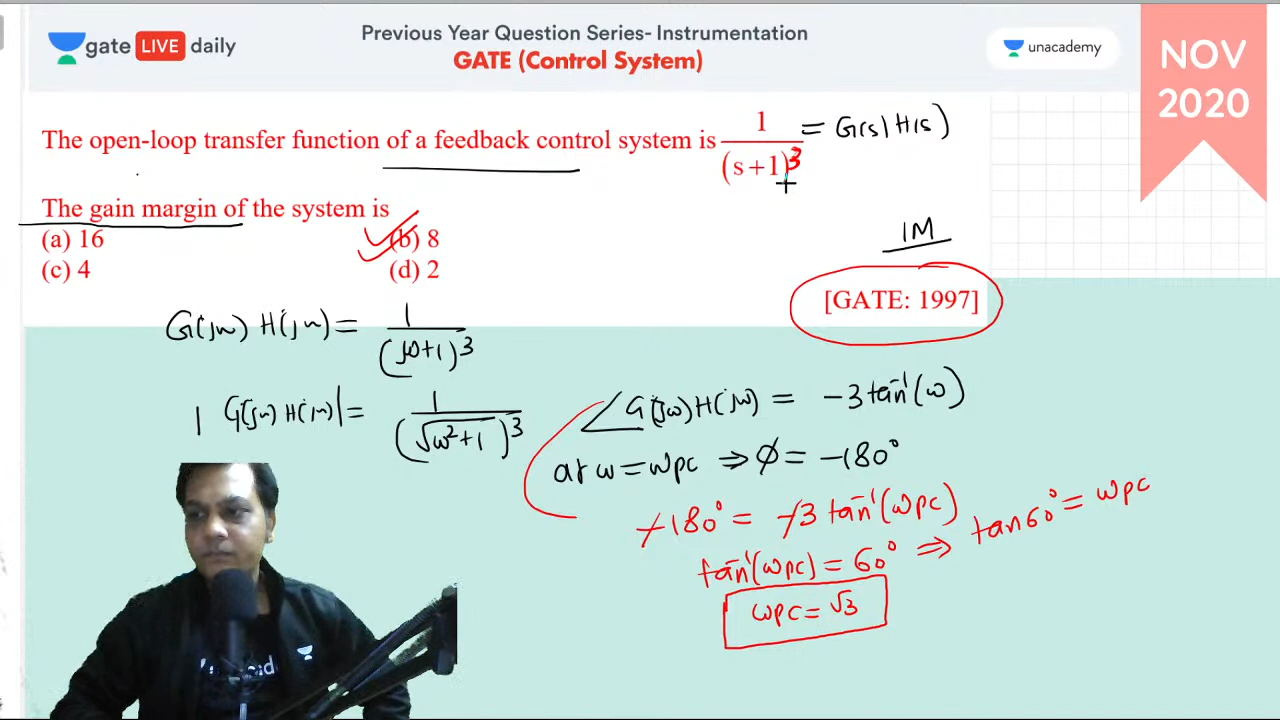 gate LIVE daily
Previous Year Question Series- Instrumentation
GATE (Control System)
unacademy
NOV
2020
The open-loop transfer function of a feedback control system is 1/(s+1)³ = G(s)H(s)
The gain margin of the system is
(a) 16 (b) 8
(c) 4 (d) 2
1M
[GATE: 1997]
G(jω) H(jω) = 1/(jω+1)³
|G(jω) H(jω)| = 1/(√ω²+1)³
∠G(jω)H(jω) = -3 tan⁻¹(ω)
at ω = ωpc ⇒ ϕ = -180°
-180° = -3 tan⁻¹(ωpc)
tan⁻¹(ωpc) = 60° ⇒ tan60° = ωpc
ωpc = √3